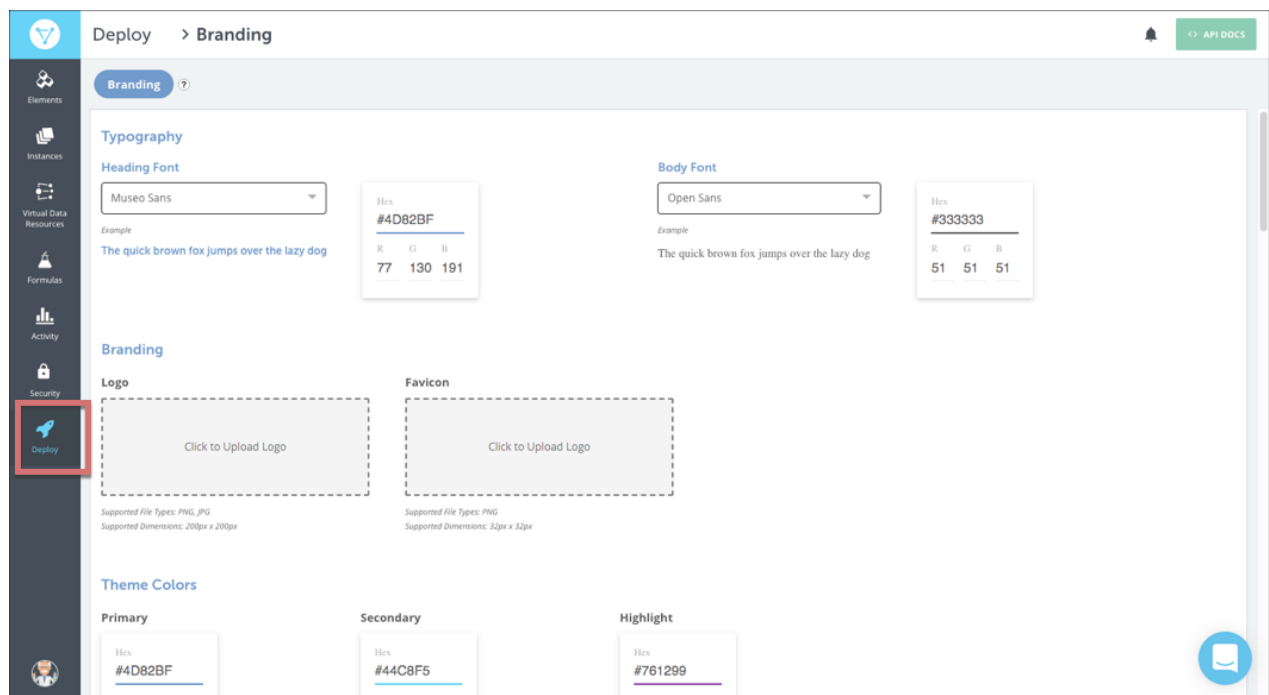 Deploy > Branding
<> API DOCS
Elements
Instances
Virtual Data
Resources
Formulas
Activity
Security
Deploy
Branding ?
Typography
Heading Font
Museo Sans
Example
The quick brown fox jumps over the lazy dog
Hex
#4D82BF
R G B
77 130 191
Body Font
Open Sans
Example
The quick brown fox jumps over the lazy dog
Hex
#333333
R G B
51 51 51
Branding
Logo
Click to Upload Logo
Supported File Types: PNG, JPG
Supported Dimensions: 200px x 200px
Favicon
Click to Upload Logo
Supported File Types: PNG
Supported Dimensions: 32px x 32px
Theme Colors
Primary
Hex
#4D82BF
Secondary
Hex
#44C8F5
Highlight
Hex
#761299